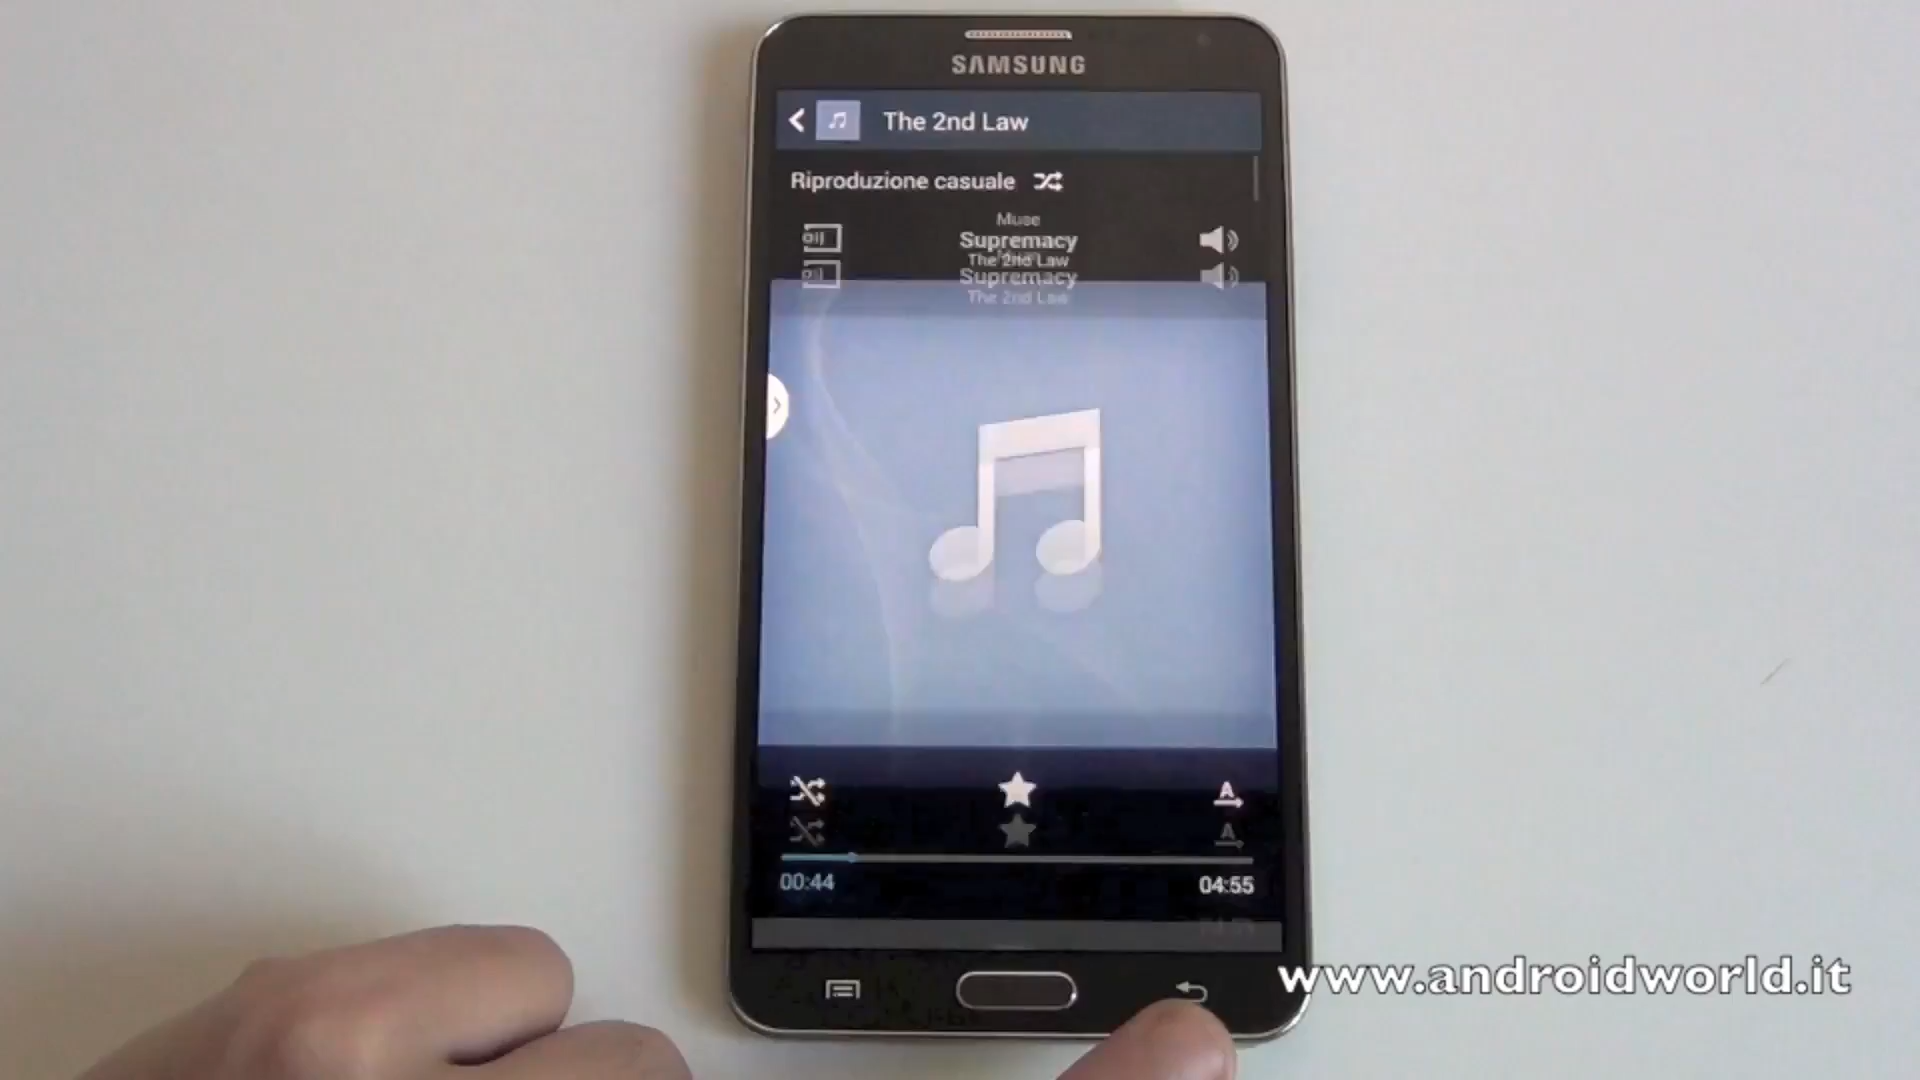 SAMSUNG
The 2nd Law
Riproduzione casuale
Muse
Supremacy
The 2nd Law
Supremacy
The 2nd Law
A
A
00:44
04:55
www.androidworld.it